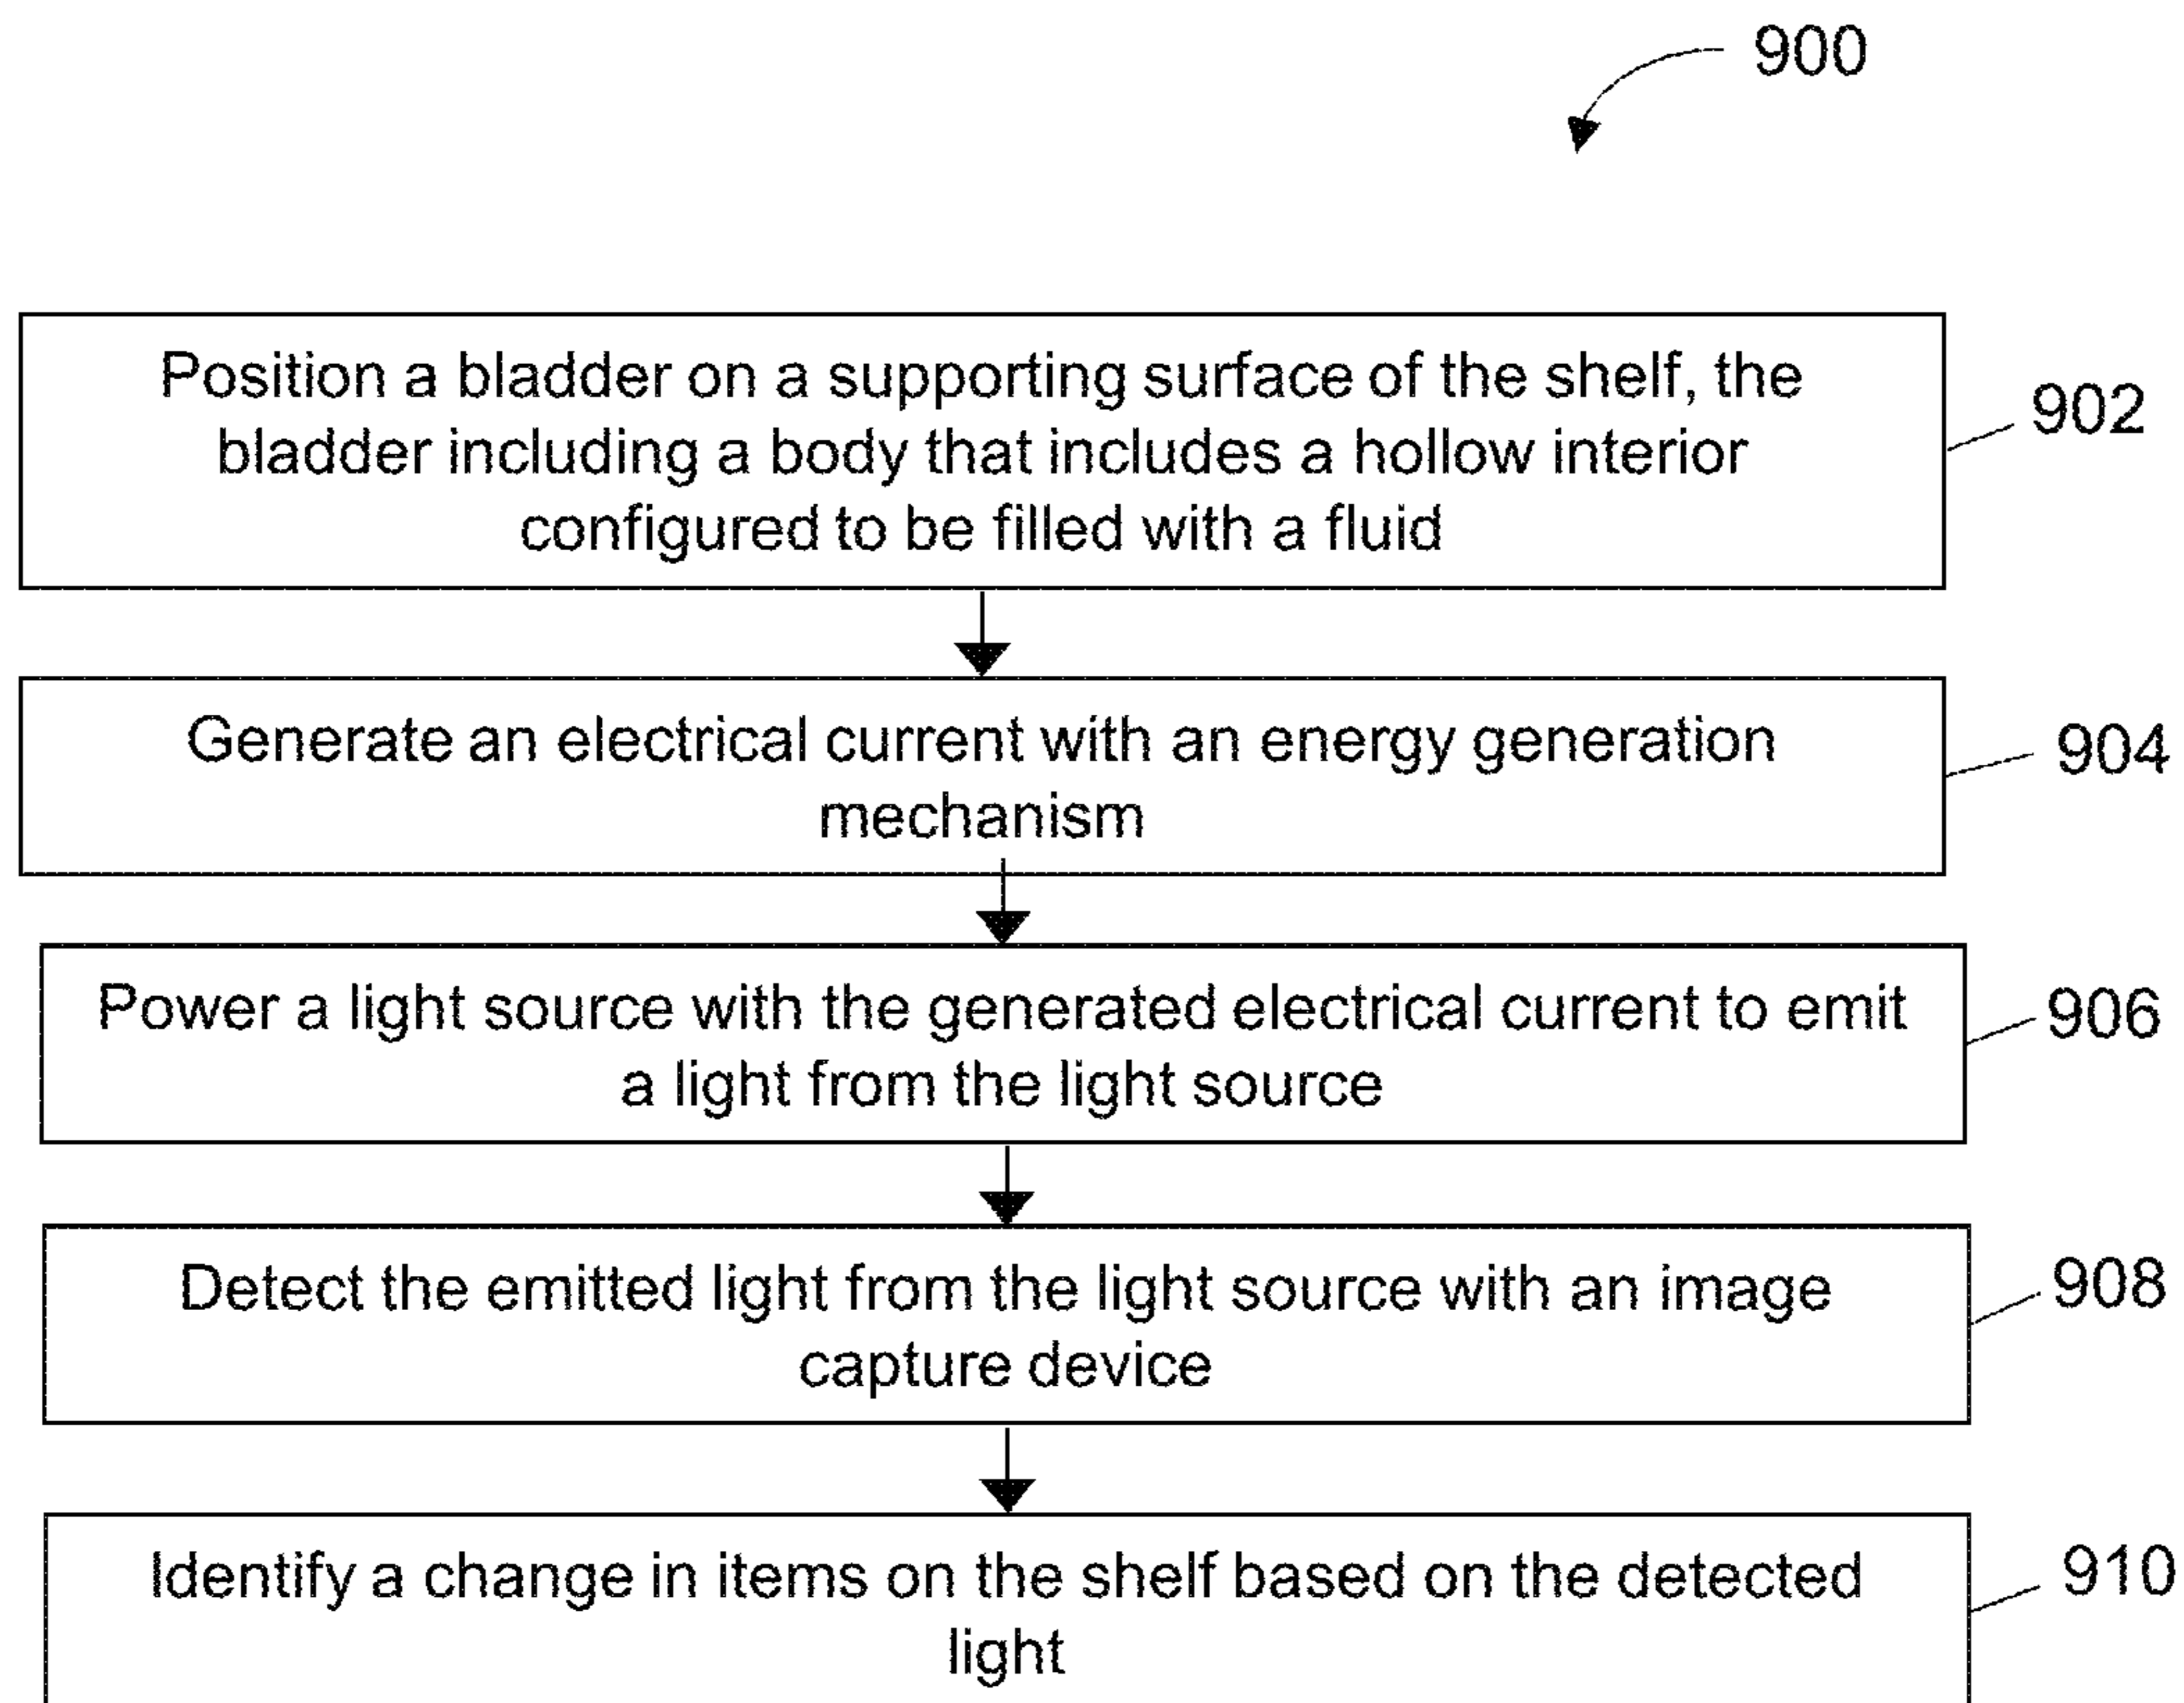 900
Position a bladder on a supporting surface of the shelf, the
bladder including a body that includes a hollow interior
configured to be filled with a fluid
902
Generate an electrical current with an energy generation
mechanism
904
Power a light source with the generated electrical current to emit
a light from the light source
906
Detect the emitted light from the light source with an image
capture device
908
Identify a change in items on the shelf based on the detected
light
910